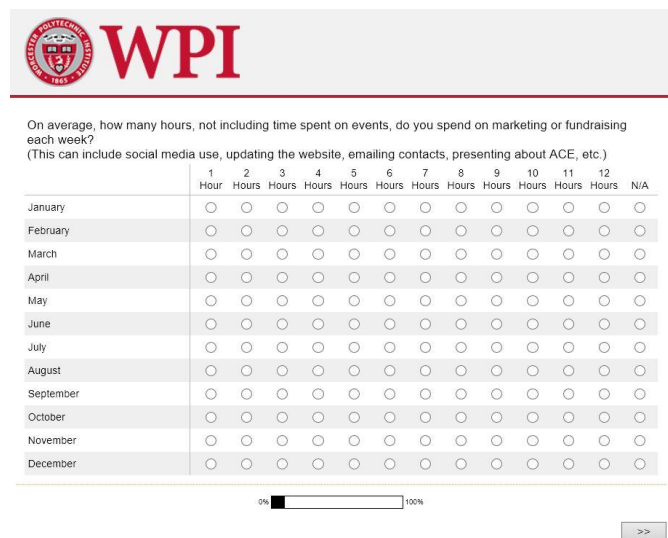 WORCESTER POLYTECHNIC INSTITUTE
1865
WPI
On average, how many hours, not including time spent on events, do you spend on marketing or fundraising
each week?
(This can include social media use, updating the website, emailing contacts, presenting about ACE, etc.)
1 2 3 4 5 6 7 8 9 10 11 12
Hour Hours Hours Hours Hours Hours Hours Hours Hours Hours Hours Hours N/A
January
February
March
April
May
June
July
August
September
October
November
December
0% 100%
>>